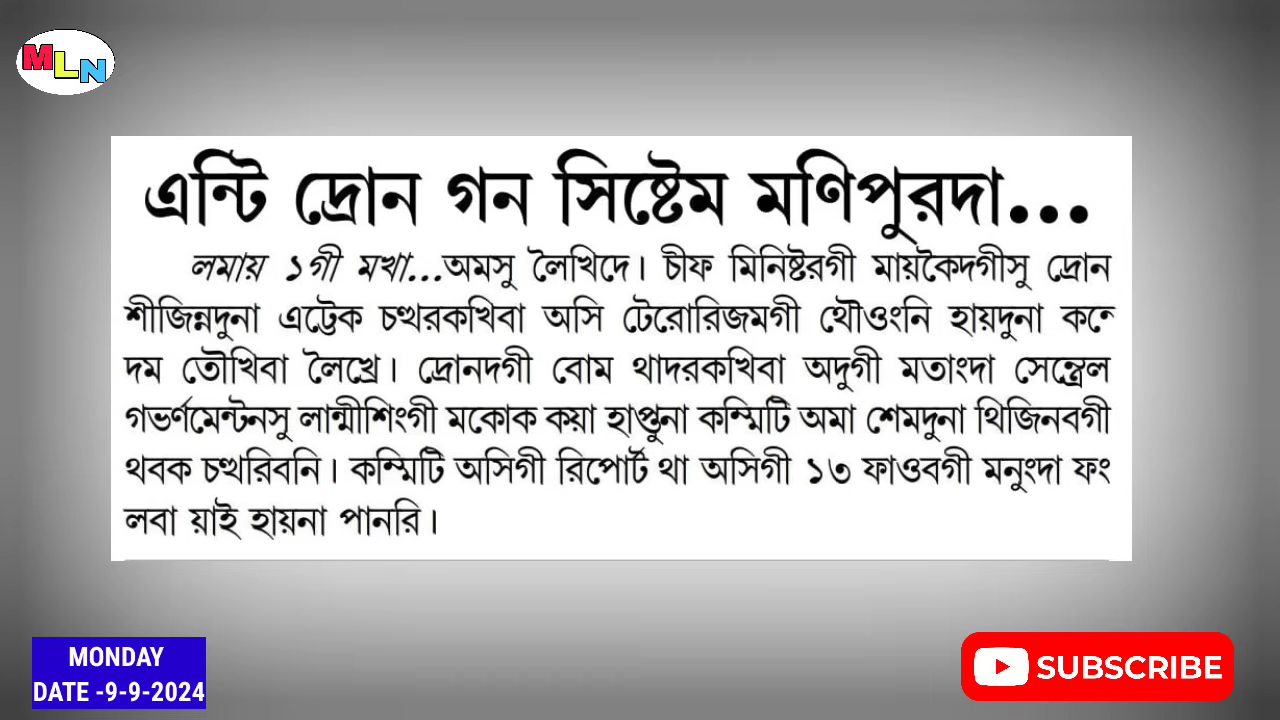 MLN
এন্টি দ্রোন গন সিষ্টেম মণিপুরদা...
লমায় ১গী মখা...অমসু লৈখিদে। চীফ মিনিষ্টরগী মায়কৈদগীসু দ্রোন
শীজিন্নদুনা এট্টেক চত্থরকখিবা অসি টেরোরিজমগী থৌওংনি হায়দুনা কন্দে
দম তৌখিবা লৈখ্রে। দ্রোনদগী বোম থাদরকখিবা অদুগী মতাংদা সেন্ত্রেল
গভর্ণমেন্টনসু লান্মীশিংগী মকোক কয়া হাপ্তুনা কম্মিটি অমা শেমদুনা থিজিনবগী
থবক চত্থরিবনি। কম্মিটি অসিগী রিপোর্ট থা অসিগী ১৩ ফাওবগী মনুংদা ফং
লবা য়াই হায়না পানরি।
MONDAY
DATE -9-9-2024
SUBSCRIBE